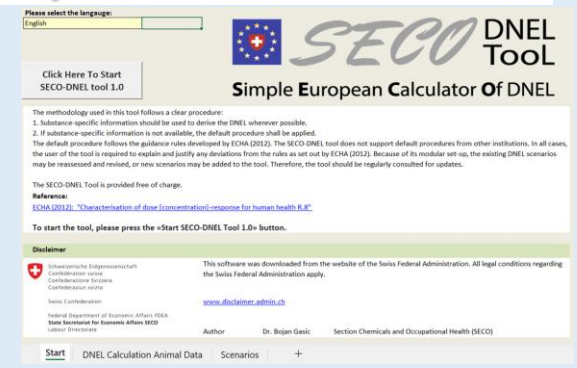 Please select the langauge:
English
SECO DNEL TooL
Click Here To Start
SECO-DNEL tool 1.0
Simple European Calculator Of DNEL
The methodology used in this tool follows a clear procedure:
1. Substance-specific information should be used to derive the DNEL wherever possible.
2. If substance-specific information is not available, the default procedure shall be applied.
The default procedure follows the guidance rules developed by ECHA (2012). The SECO-DNEL tool does not support default procedures from other institutions. In all cases,
the user of the tool is required to explain and justify any deviations from the rules as set out by ECHA (2012). Because of its modular set-up, the existing DNEL scenarios
may be reassessed and revised, or new scenarios may be added to the tool. Therefore, the tool should be regularly consulted for updates.
The SECO-DNEL Tool is provided free of charge.
Reference:
ECHA (2012): "Characterisation of dose [concentration]-response for human health R.8"
To start the tool, please press the «Start SECO-DNEL Tool 1.0» button.
Disclaimer
Schweizerische Eidgenossenschaft
Confédération suisse
Confederazione Svizzera
Confederaziun svizra
This software was downloaded from the website of the Swiss Federal Administration. All legal conditions regarding
the Swiss Federal Administration apply.
Swiss Confederation
www.disclaimer.admin.ch
Federal Department of Economic Affairs FDEA
State Secretariat for Economic Affairs SECO
Labour Directorate
Author Dr. Bojan Gasic Section Chemicals and Occupational Health (SECO)
Start DNEL Calculation Animal Data Scenarios +